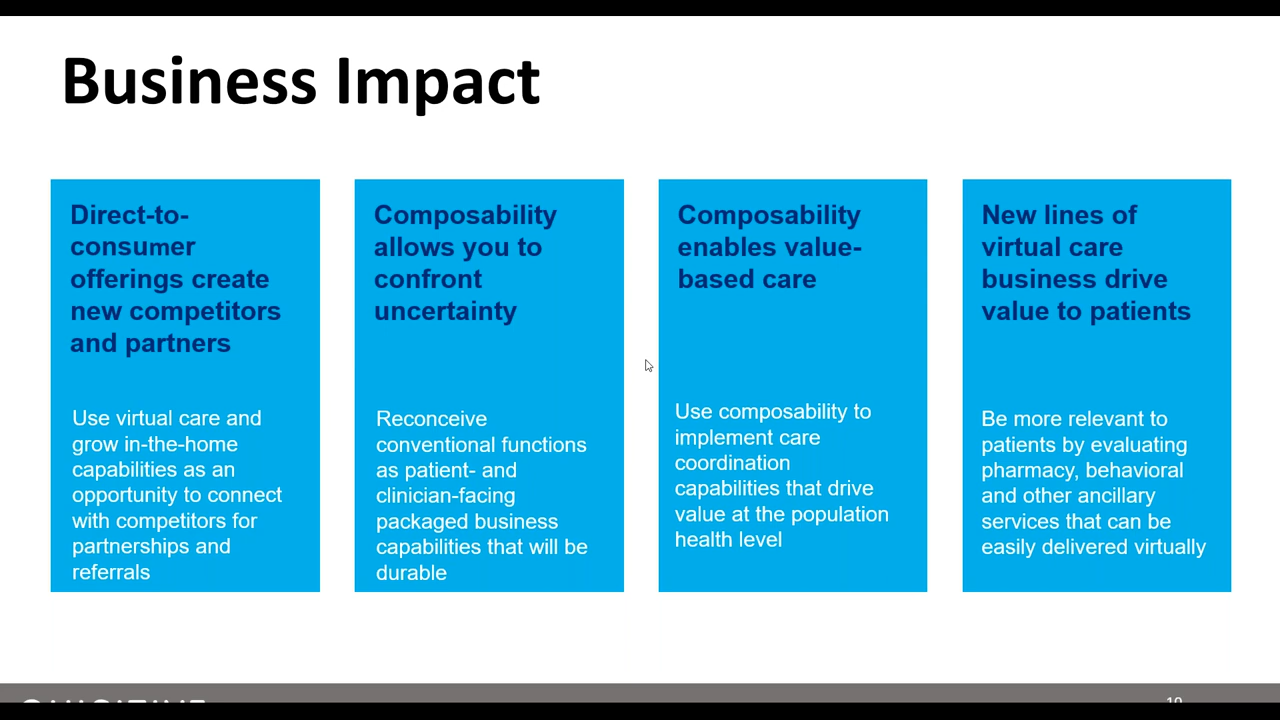 Business Impact
Direct-to-
consumer
offerings create
new competitors
and partners
Use virtual care and
grow in-the-home
capabilities as an
opportunity to connect
with competitors for
partnerships and
referrals
Composability
allows you to
confront
uncertainty
Reconceive
conventional functions
as patient- and
clinician-facing
packaged business
capabilities that will be
durable
Composability
enables value-
based care
Use composability to
implement care
coordination
capabilities that drive
value at the population
health level
New lines of
virtual care
business drive
value to patients
Be more relevant to
patients by evaluating
pharmacy, behavioral
and other ancillary
services that can be
easily delivered virtually